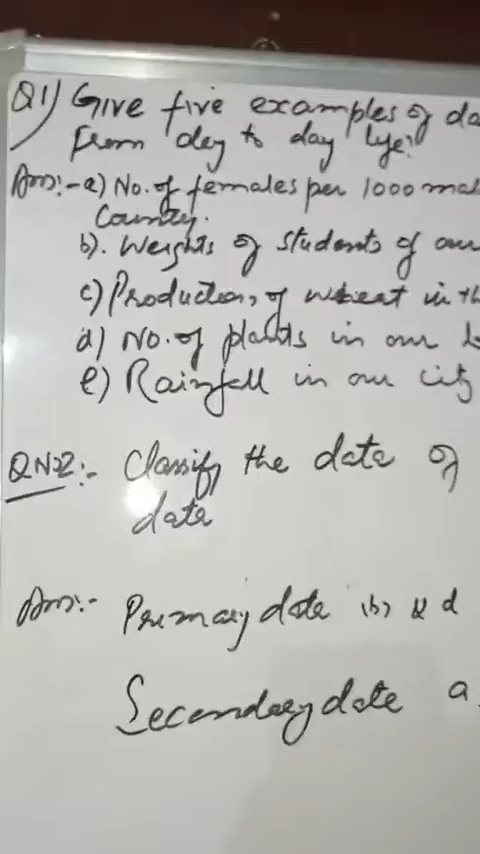 Q1) Give five examples of da
from day to day life?
Ans:- a) No. of females per 1000 mal
County.
b). Weights of students of our
c) Production of wheat in th
d) No. of plants in our l
e) Rainfall in our city
QN2:- Classify the data of
data
Ans:- Primary data (b) & d
Secondary data a.